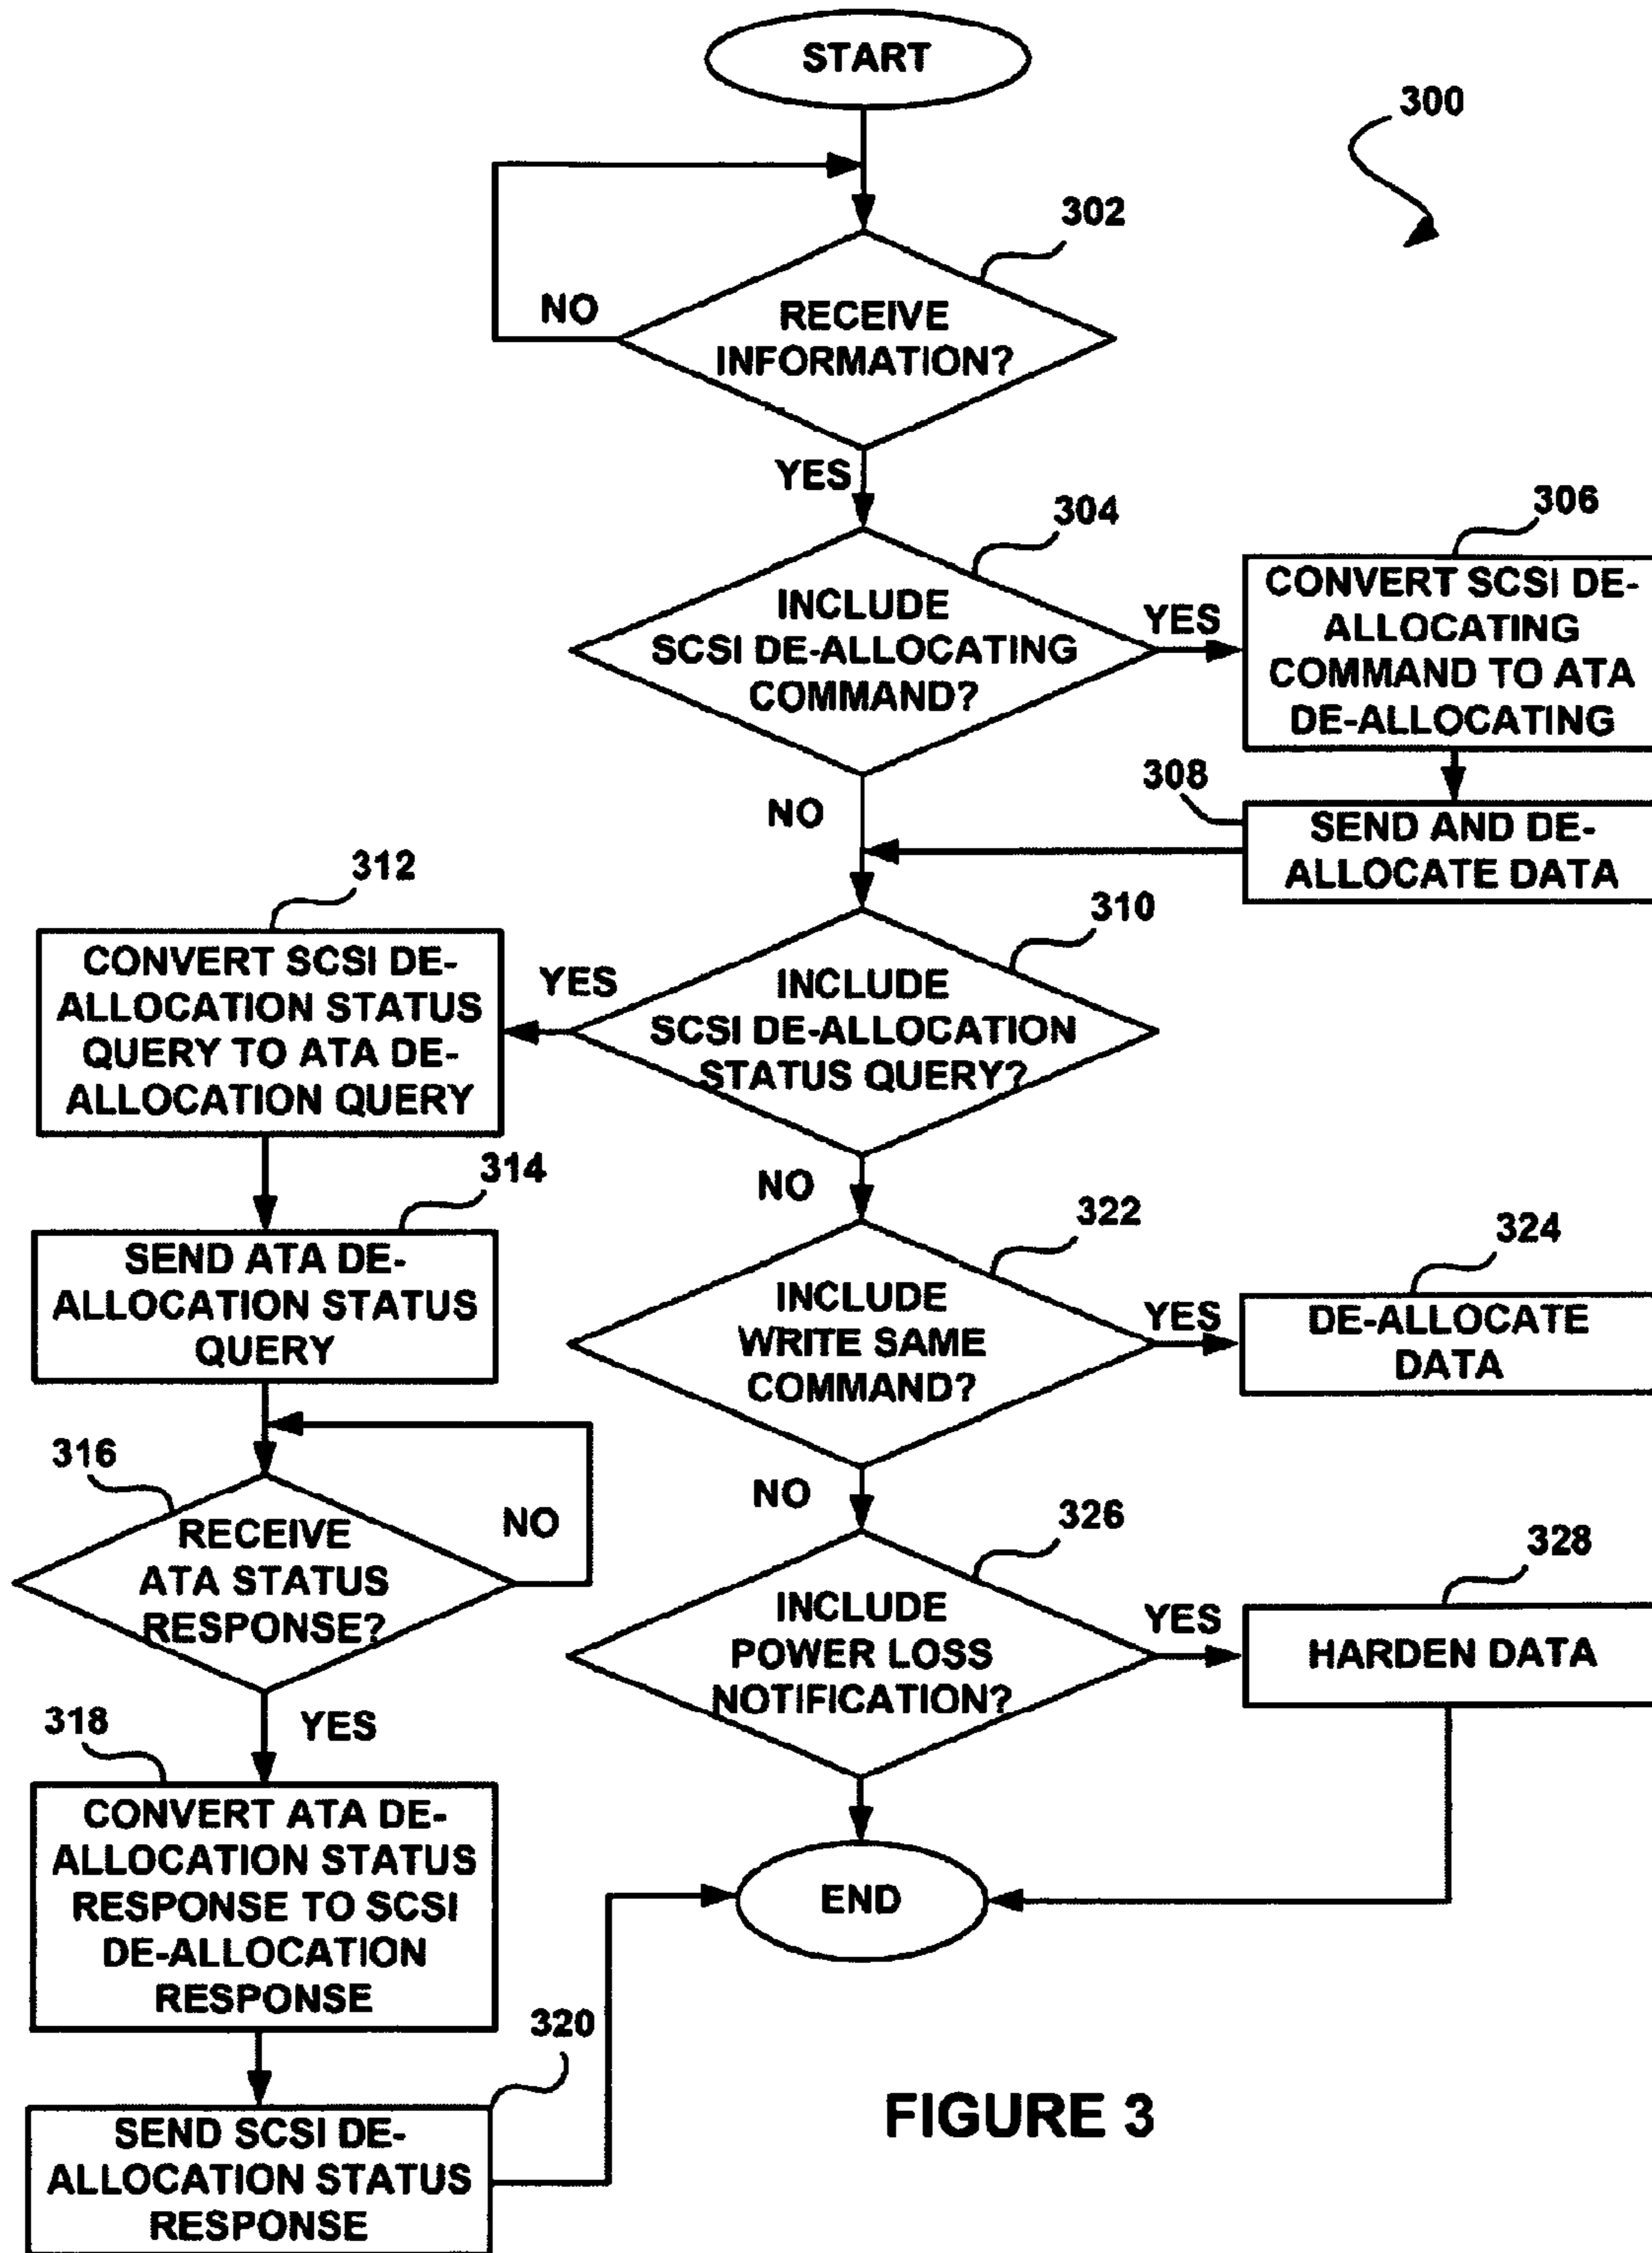 START
300
302
NO
RECEIVE
INFORMATION?
YES
304
INCLUDE
SCSI DE-ALLOCATING
COMMAND?
YES
306
CONVERT SCSI DE-
ALLOCATING
COMMAND TO ATA
DE-ALLOCATING
NO
308
SEND AND DE-
ALLOCATE DATA
310
INCLUDE
SCSI DE-ALLOCATION
STATUS QUERY?
YES
312
CONVERT SCSI DE-
ALLOCATION STATUS
QUERY TO ATA DE-
ALLOCATION QUERY
314
SEND ATA DE-
ALLOCATION STATUS
QUERY
316
RECEIVE
ATA STATUS
RESPONSE?
NO
YES
318
CONVERT ATA DE-
ALLOCATION STATUS
RESPONSE TO SCSI
DE-ALLOCATION
RESPONSE
320
SEND SCSI DE-
ALLOCATION STATUS
RESPONSE
NO
322
INCLUDE
WRITE SAME
COMMAND?
YES
324
DE-ALLOCATE
DATA
NO
326
INCLUDE
POWER LOSS
NOTIFICATION?
YES
328
HARDEN DATA
END
FIGURE 3